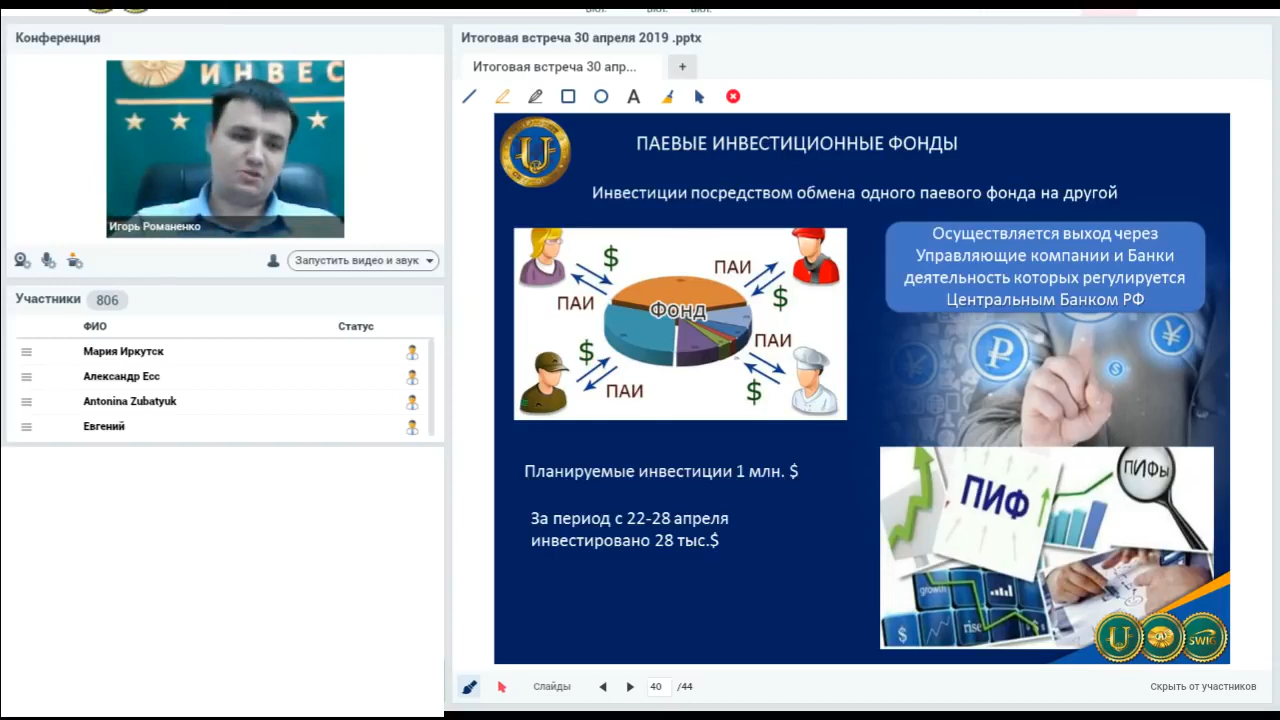 вкл.
вкл.
вкл.
Конференция
ИНВЕС
Игорь Романенко
Запустить видео и звук
Участники 806
ФИО Статус
Мария Иркутск
Александр Есс
Antonina Zubatyuk
Евгений
Итоговая встреча 30 апреля 2019 .pptx
Итоговая встреча 30 апр... +
A
ПАЕВЫЕ ИНВЕСТИЦИОННЫЕ ФОНДЫ
Инвестиции посредством обмена одного паевого фонда на другой
$ ПАИ
ПАИ $
Фонд
$ ПАИ
ПАИ $
Осуществляется выход через
Управляющие компании и Банки
деятельность которых регулируется
Центральным Банком РФ
₽ $ ¥
Планируемые инвестиции 1 млн. $
За период с 22-28 апреля
инвестировано 28 тыс.$
ПИФ
ПИФы
growth
$ rise
SWIG
Слайды 40 /44
Скрыть от участников